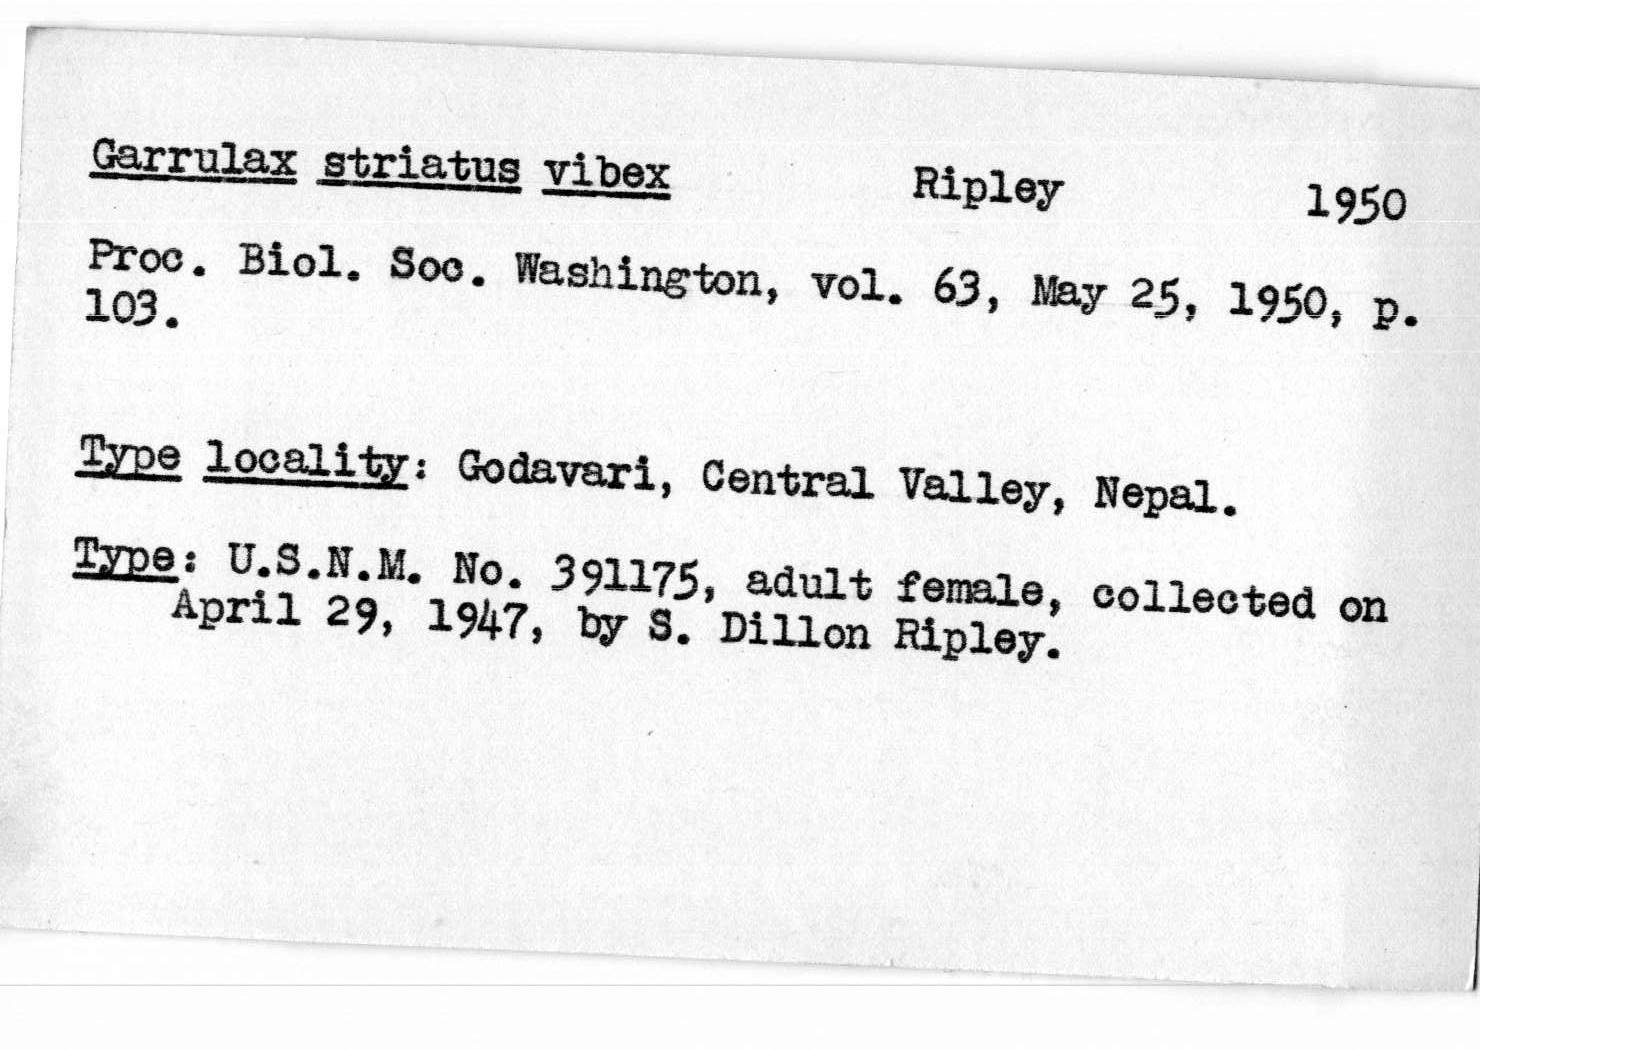 Garrulax striatus vibex Ripley 1950
Proc. Biol. Soc. Washington, vol. 63, May 25, 1950, p.
103.
Type locality: Godavari, Central Valley, Nepal.
Type: U.S.N.M. No. 391175, adult female, collected on
April 29, 1947, by S. Dillon Ripley.